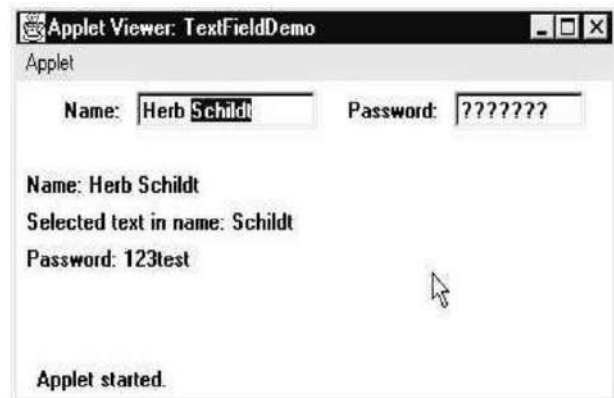 Applet Viewer: TextFieldDemo
Applet
Name: Herb Schildt Password: ???????
Name: Herb Schildt
Selected text in name: Schildt
Password: 123test
Applet started.